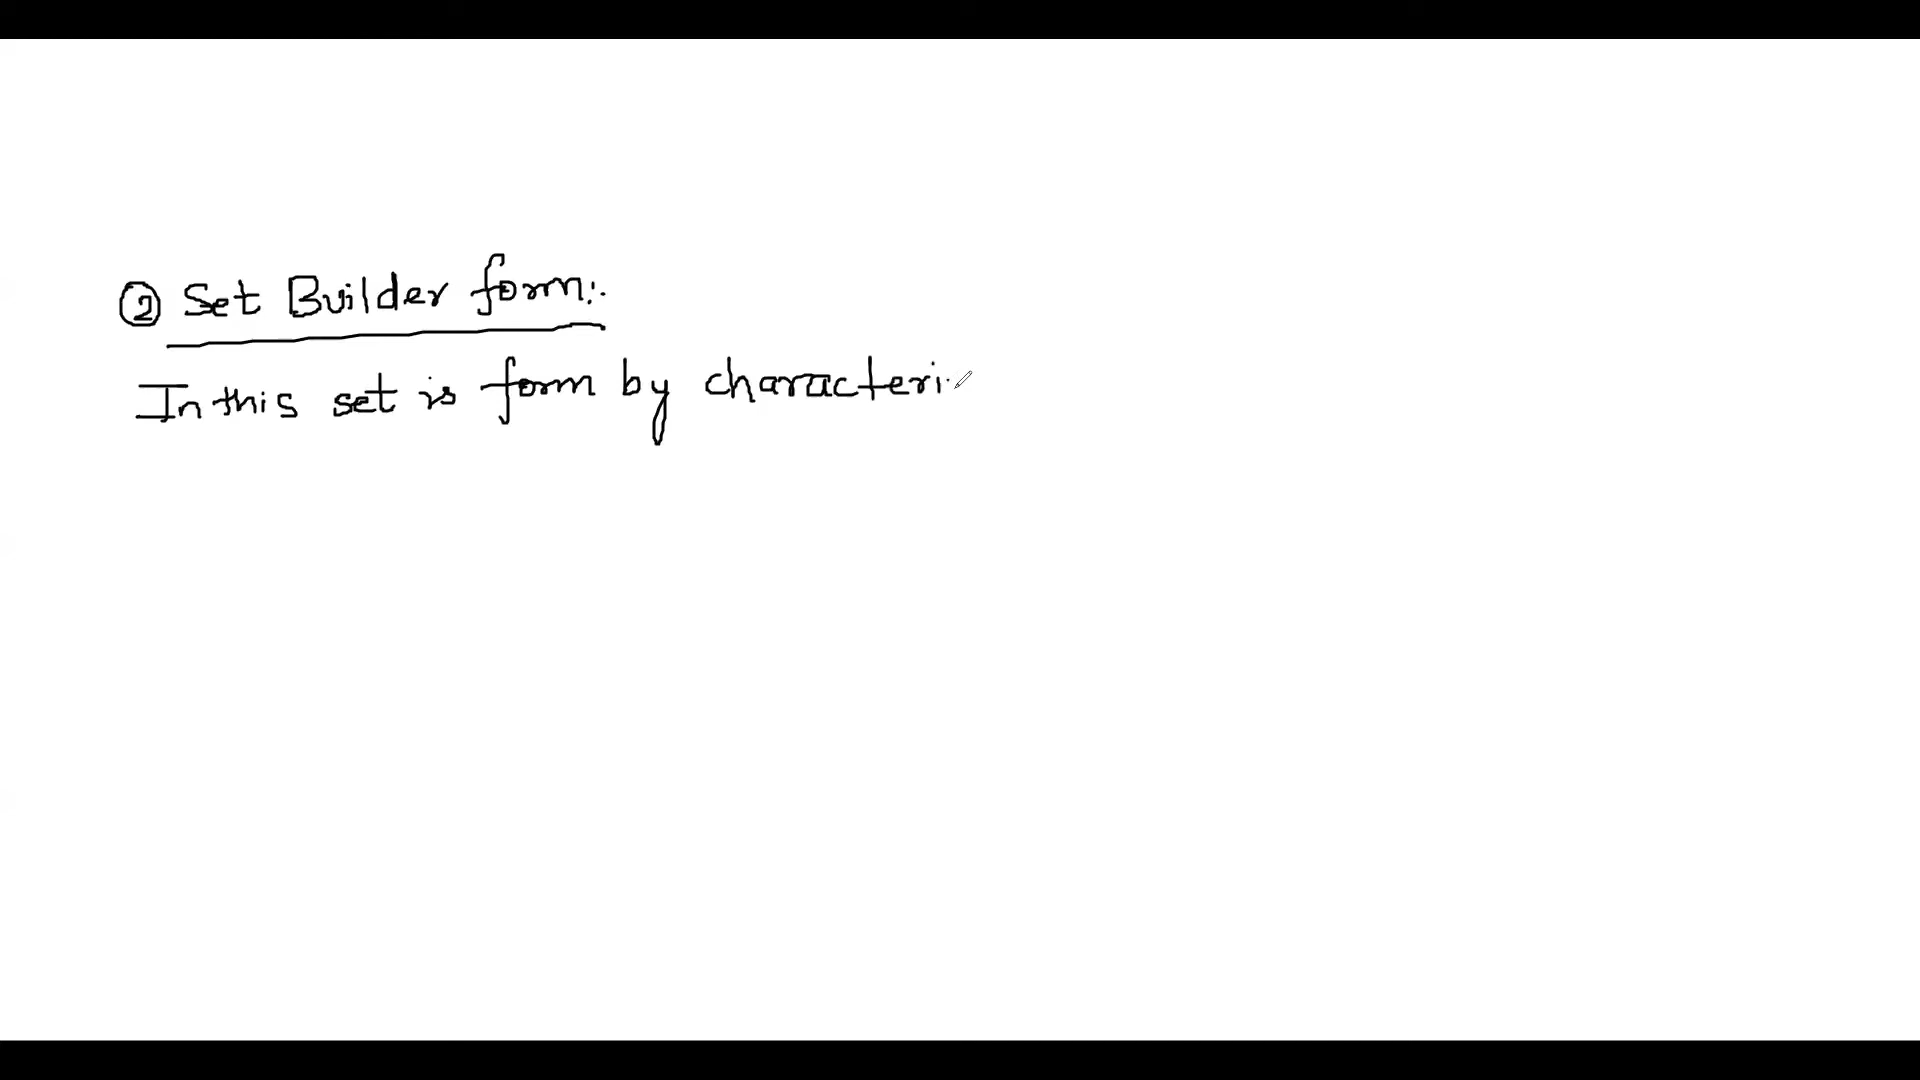 ② Set Builder form:.
In this set is form by characteri